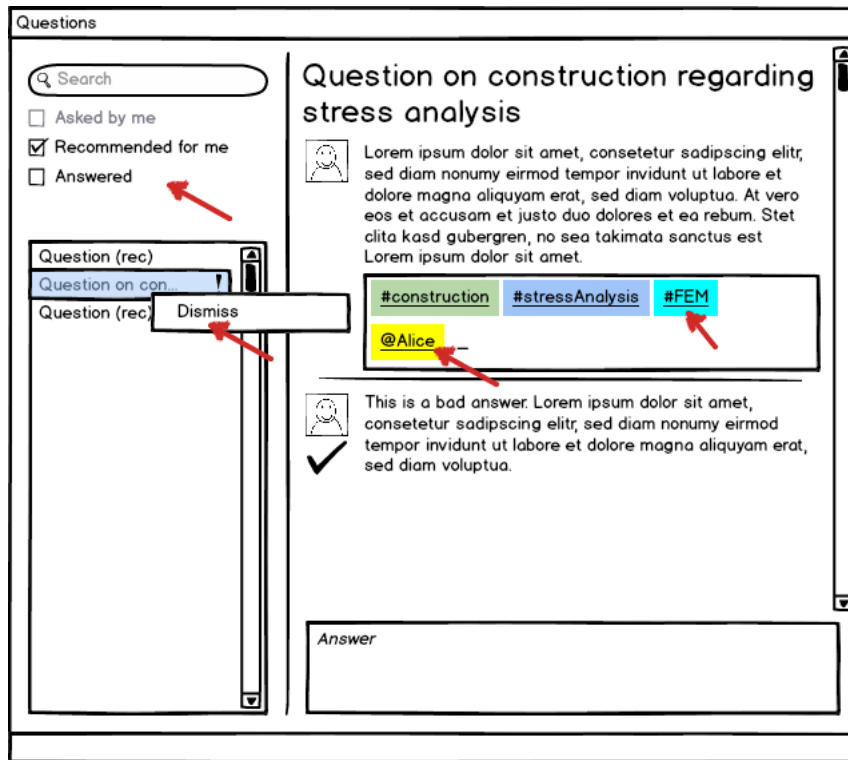 Questions
Search
Asked by me
Recommended for me
Answered
Question (rec)
Question on con... !
Question (rec)
Dismiss
Question on construction regarding
stress analysis
Lorem ipsum dolor sit amet, consetetur sadipscing elitr,
sed diam nonumy eirmod tempor invidunt ut labore et
dolore magna aliquyam erat, sed diam voluptua. At vero
eos et accusam et justo duo dolores et ea rebum. Stet
clita kasd gubergren, no sea takimata sanctus est
Lorem ipsum dolor sit amet.
#construction #stressAnalysis #FEM
@Alice _
This is a bad answer. Lorem ipsum dolor sit amet,
consetetur sadipscing elitr, sed diam nonumy eirmod
tempor invidunt ut labore et dolore magna aliquyam erat,
sed diam voluptua.
Answer